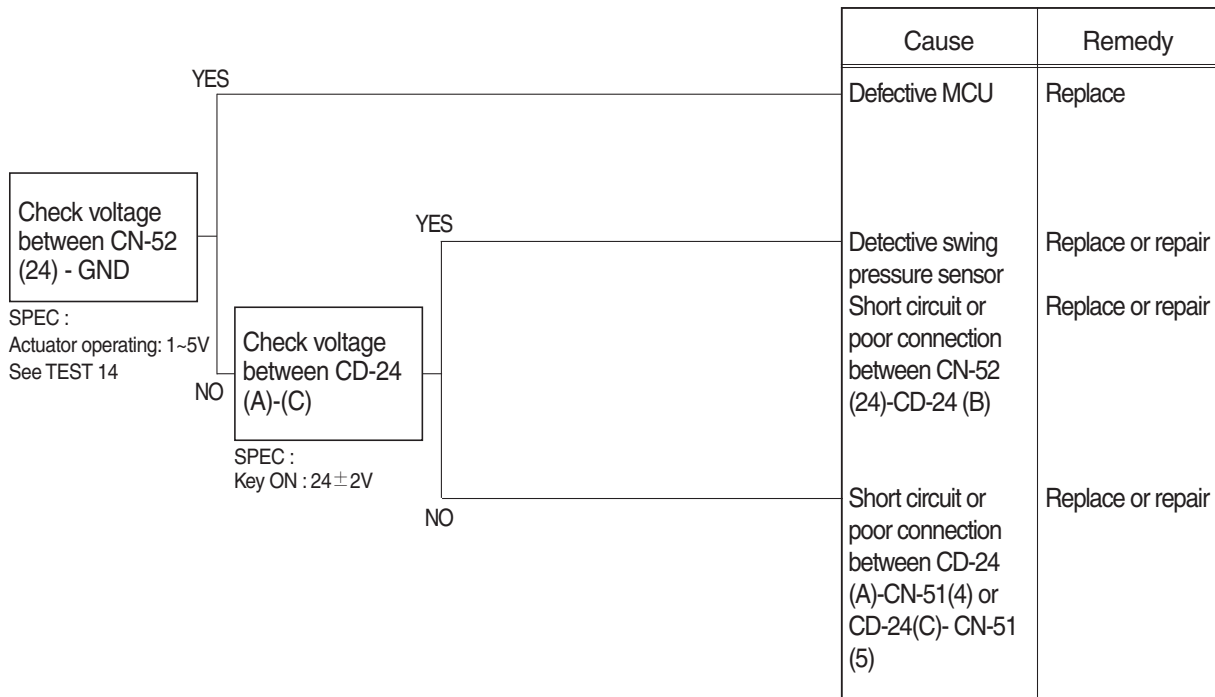 Cause Remedy
YES
Defective MCU Replace
Check voltage
between CN-52
(24) - GND
SPEC :
Actuator operating: 1~5V
See TEST 14
NO
YES
Detective swing
pressure sensor
Replace or repair
Short circuit or
poor connection
between CN-52
(24)-CD-24 (B)
Replace or repair
Check voltage
between CD-24
(A)-(C)
SPEC :
Key ON : 24±2V
NO
Short circuit or
poor connection
between CD-24
(A)-CN-51(4) or
CD-24(C)- CN-51
(5)
Replace or repair